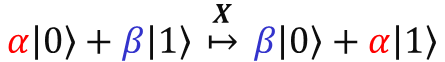 α|0⟩ + β|1⟩ X↦ β|0⟩ + α|1⟩